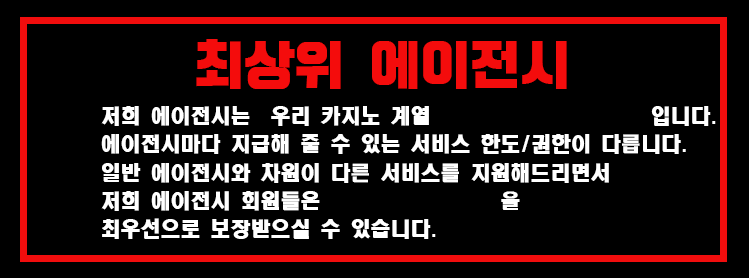 최상위 에이전시
저희 에이전시는 우리 카지노 계열 입니다.
에이전시마다 지급해 줄 수 있는 서비스 한도/권한이 다릅니다.
일반 에이전시와 차원이 다른 서비스를 지원해드리면서
저희 에이전시 회원들은 을
최우선으로 보장받으실 수 있습니다.